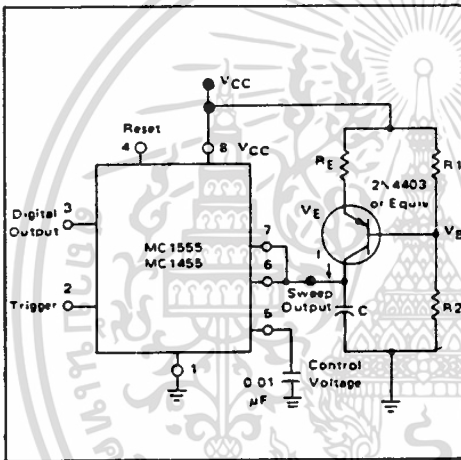 VCC
Reset
4
8 VCC
RE
R1
2N4403
or Equiv
Digital
Output
3
VE
VB
7
MC1555
MC1455
6
I
Sweep
Output
C
Trigger
2
R2
5
1
Control
Voltage
0.01
µF